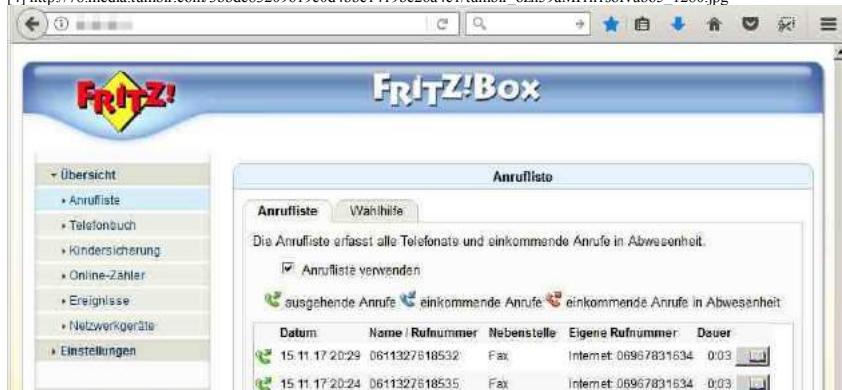 FRITZ!
FRITZ!Box
Übersicht
Anrufliste
Telefonbuch
Kindersicherung
Online-Zähler
Ereignisse
Netzwerkgeräte
Einstellungen
Anrufliste
Anrufliste Wählhilfe
Die Anrufliste erfasst alle Telefonate und einkommende Anrufe in Abwesenheit.
Anrufliste verwenden
ausgehende Anrufe einkommende Anrufe einkommende Anrufe in Abwesenheit
Datum Name / Rufnummer Nebenstelle Eigene Rufnummer Dauer
15.11.17 20:29 0611327618532 Fax Internet: 06967831634 0:03
15.11.17 20:24 0611327618535 Fax Internet: 06967831634 0:03